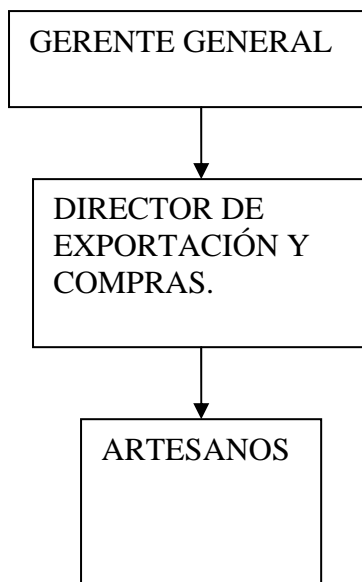 GERENTE GENERAL
DIRECTOR DE
EXPORTACIÓN Y
COMPRAS.
ARTESANOS